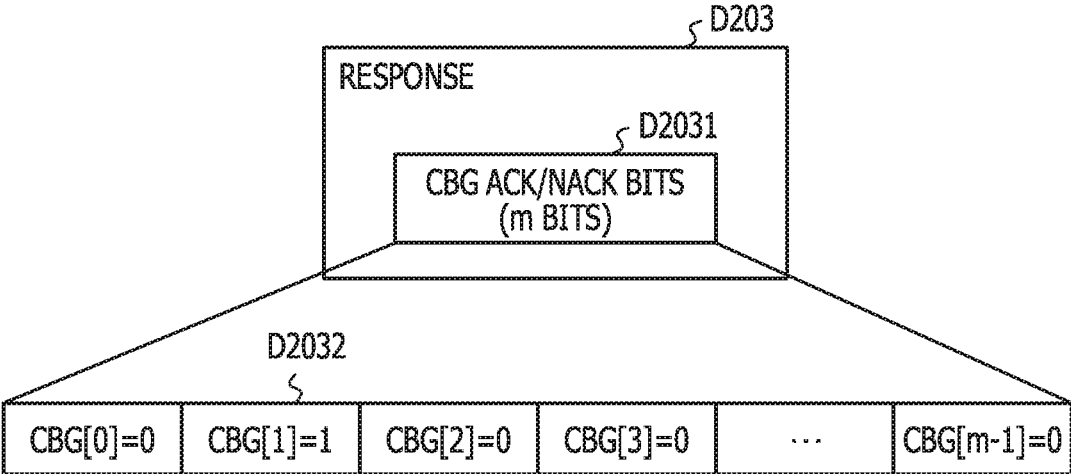 D203
RESPONSE
D2031
CBG ACK/NACK BITS
(m BITS)
D2032
CBG[0]=0 CBG[1]=1 CBG[2]=0 CBG[3]=0 ... CBG[m-1]=0